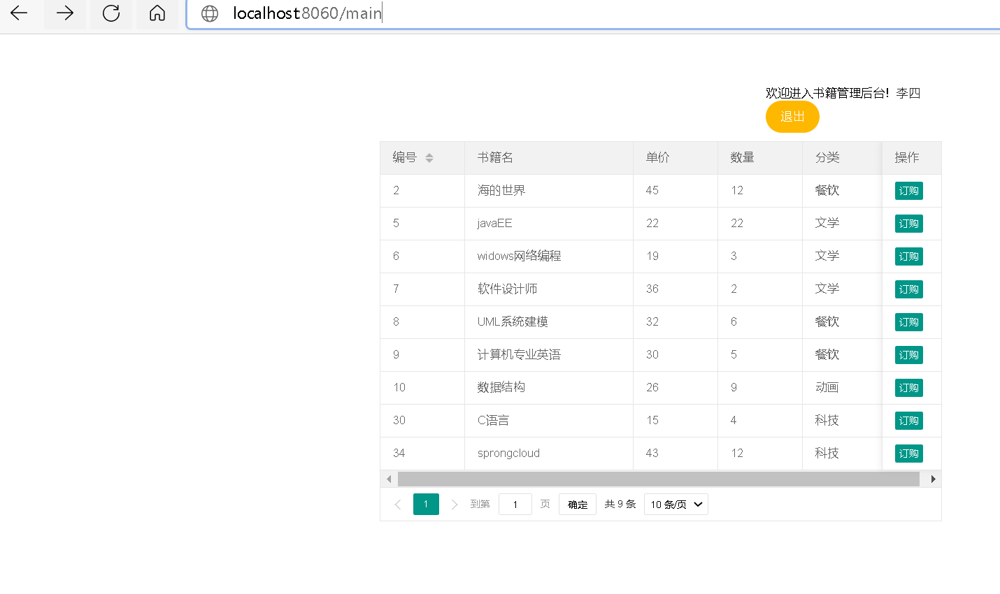 localhost:8060/main
欢迎进入书籍管理后台! 李四
退出
编号 书籍名 单价 数量 分类 操作
2 海的世界 45 12 餐饮 订购
5 javaEE 22 22 文学 订购
6 widows网络编程 19 3 文学 订购
7 软件设计师 36 2 文学 订购
8 UML系统建模 32 6 餐饮 订购
9 计算机专业英语 30 5 餐饮 订购
10 数据结构 26 9 动画 订购
30 C语言 15 4 科技 订购
34 sprongcloud 43 12 科技 订购
1 到第 1 页 确定 共 9 条 10 条/页